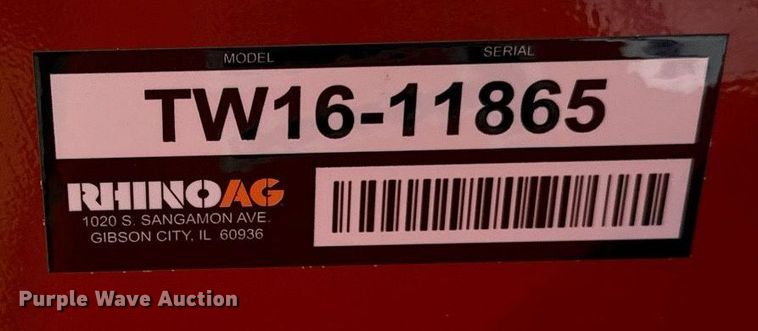 MODEL SERIAL
TW16-11865
RHINOAG
1020 S. SANGAMON AVE.
GIBSON CITY, IL 60936
Purple Wave Auction